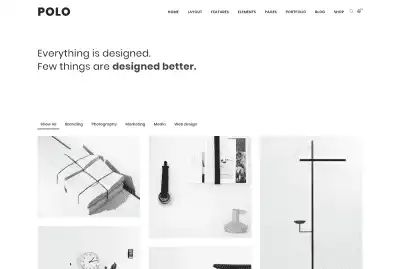 POLO
HOME LAYOUT FEATURES ELEMENTS PAGES PORTFOLIO BLOG SHOP
Everything is designed.
Few things are designed better.
Show All Branding Photography Marketing Media Web design